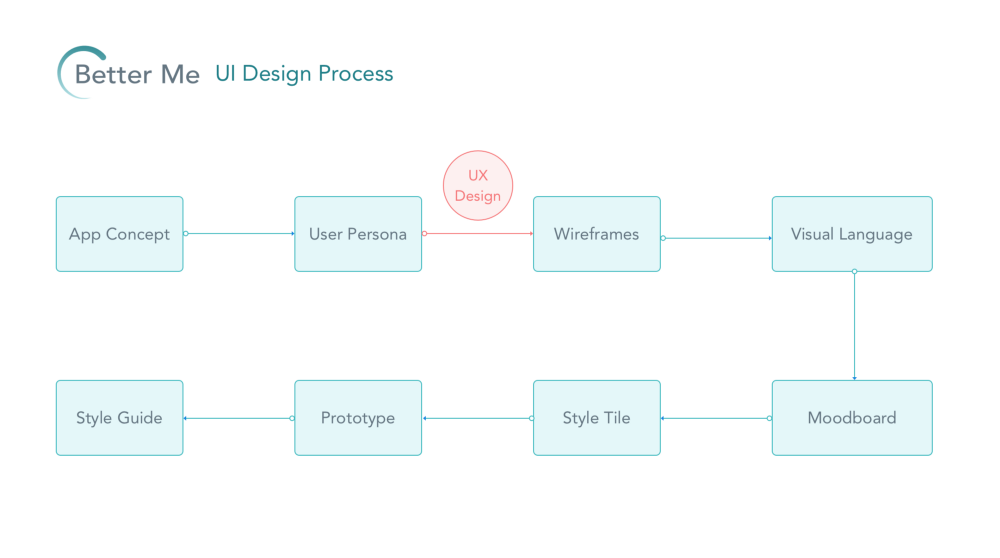 Better Me UI Design Process
UX
Design
App Concept
User Persona
Wireframes
Visual Language
Style Guide
Prototype
Style Tile
Moodboard